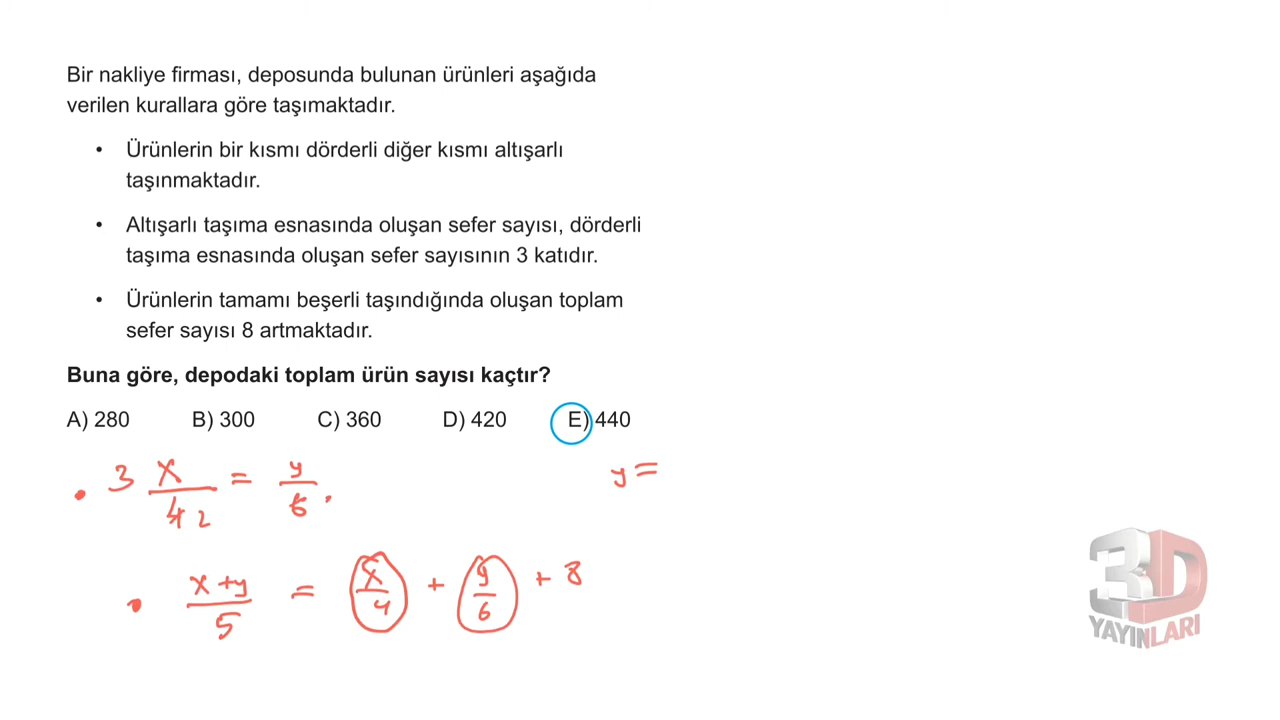 Bir nakliye firması, deposunda bulunan ürünleri aşağıda
verilen kurallara göre taşımaktadır.
• Ürünlerin bir kısmı dörderli diğer kısmı altışarlı
taşınmaktadır.
• Altışarlı taşıma esnasında oluşan sefer sayısı, dörderli
taşıma esnasında oluşan sefer sayısının 3 katıdır.
• Ürünlerin tamamı beşerli taşındığında oluşan toplam
sefer sayısı 8 artmaktadır.
Buna göre, depodaki toplam ürün sayısı kaçtır?
A) 280 B) 300 C) 360 D) 420 E) 440
• 3 x/42 = y/6 . y =
• x+y/5 = x/4 + y/6 + 8
3D
YAYINLARI